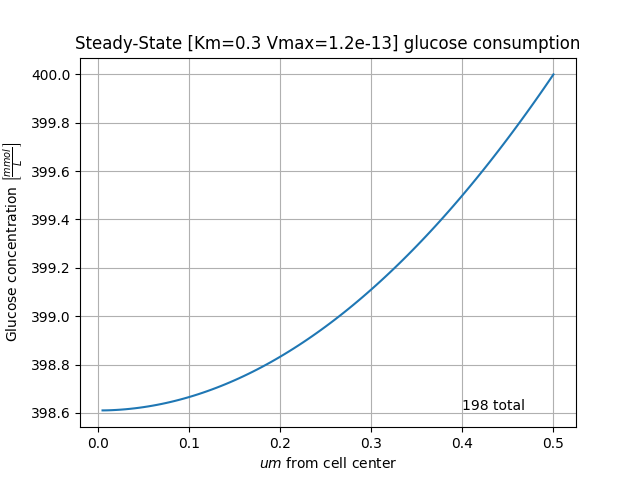 Steady-State [Km=0.3 Vmax=1.2e-13] glucose consumption
Glucose concentration [mmol/L]
400.0
399.8
399.6
399.4
399.2
399.0
398.8
398.6
198 total
0.0 0.1 0.2 0.3 0.4 0.5
um from cell center